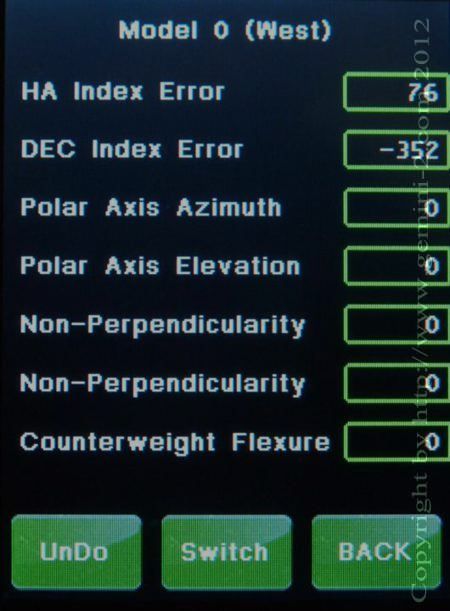 Model 0 (West)
HA Index Error 76
DEC Index Error -352
Polar Axis Azimuth 0
Polar Axis Elevation 0
Non-Perpendicularity 0
Non-Perpendicularity 0
Counterweight Flexure 0
UnDo Switch BACK
Copyright by http://www.gemini-2.com 2012